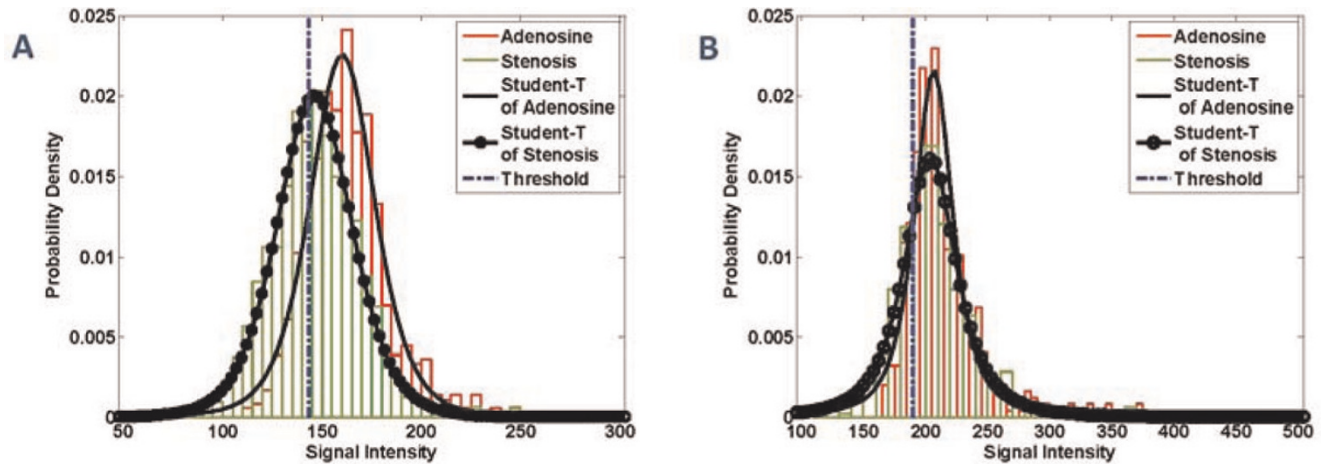 A
0.025
0.02
0.015
0.01
0.005
0
Probability Density
50
100
150
200
250
300
Signal Intensity
Adenosine
Stenosis
Student-T
of Adenosine
Student-T
of Stenosis
Threshold
B
0.025
0.02
0.015
0.01
0.005
0
Probability Density
100
150
200
250
300
350
400
450
500
Signal Intensity
Adenosine
Stenosis
Student-T
of Adenosine
Student-T
of Stenosis
Threshold